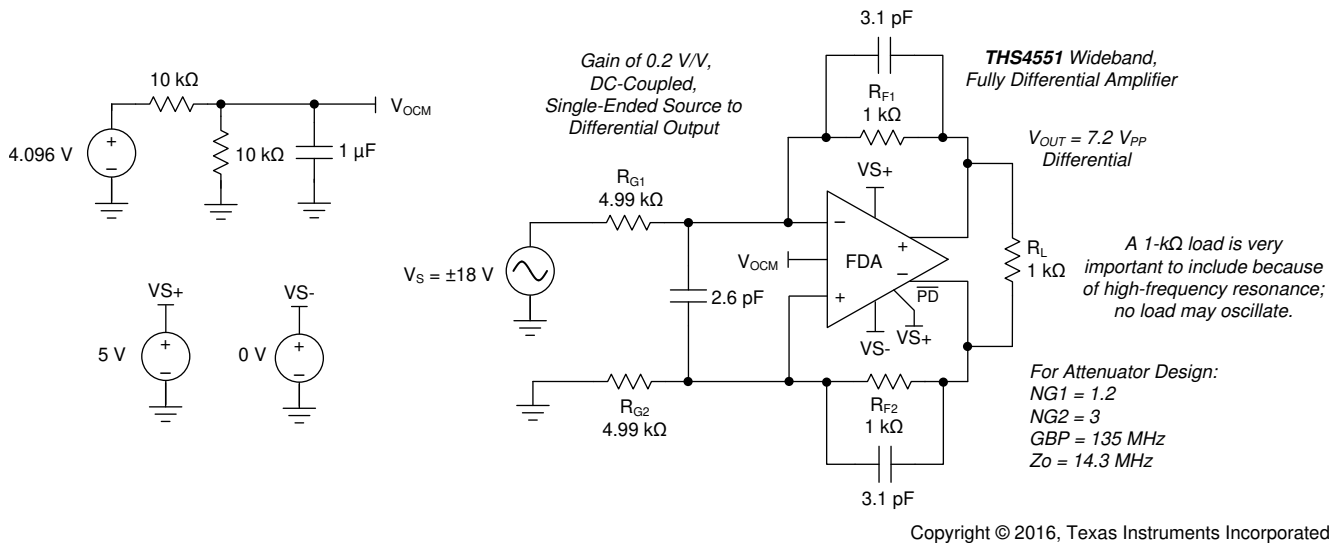 10 kΩ
V_OCM
4.096 V
10 kΩ
1 µF
VS+
5 V
VS-
0 V
Gain of 0.2 V/V,
DC-Coupled,
Single-Ended Source to
Differential Output
3.1 pF
R_F1
1 kΩ
THS4551 Wideband,
Fully Differential Amplifier
V_OUT = 7.2 V_PP
Differential
R_G1
4.99 kΩ
VS+
V_S = ±18 V
V_OCM
FDA
− + + −
PD
VS-
VS+
2.6 pF
R_L
1 kΩ
A 1-kΩ load is very
important to include because
of high-frequency resonance;
no load may oscillate.
R_G2
4.99 kΩ
R_F2
1 kΩ
3.1 pF
For Attenuator Design:
NG1 = 1.2
NG2 = 3
GBP = 135 MHz
Zo = 14.3 MHz
Copyright © 2016, Texas Instruments Incorporated